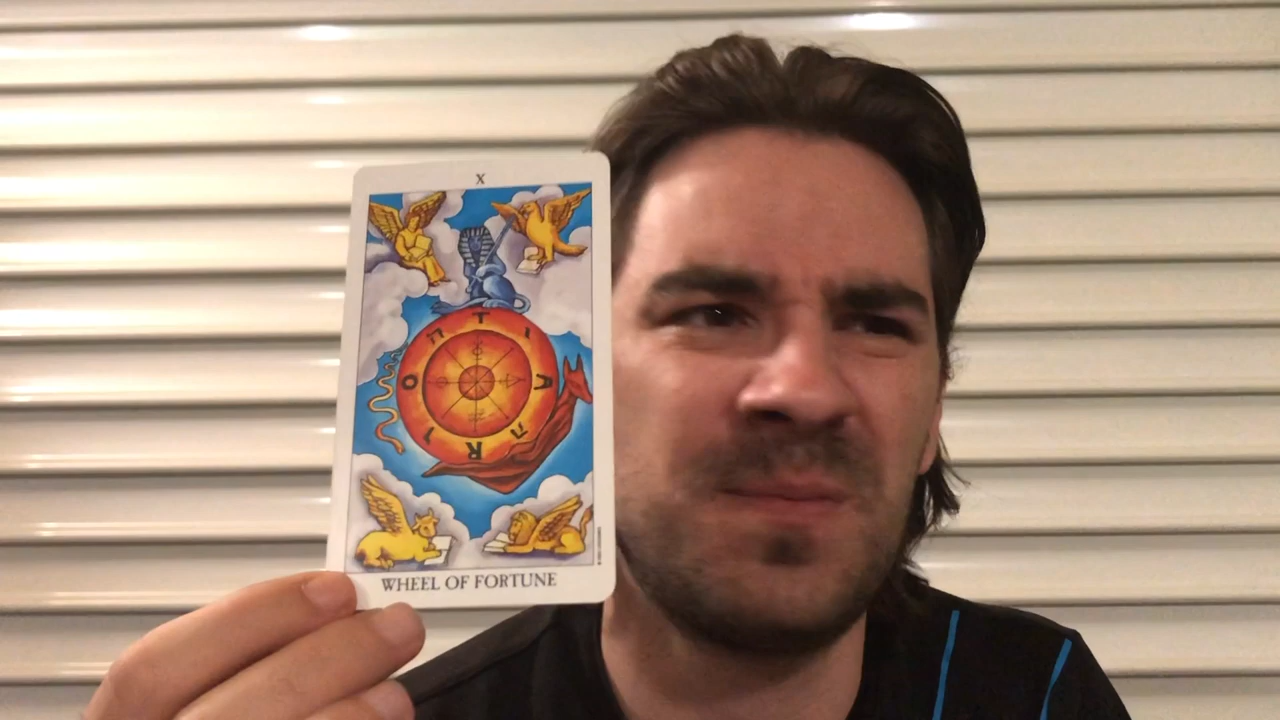 X
ה T י
O A
ו R ה
WHEEL OF FORTUNE